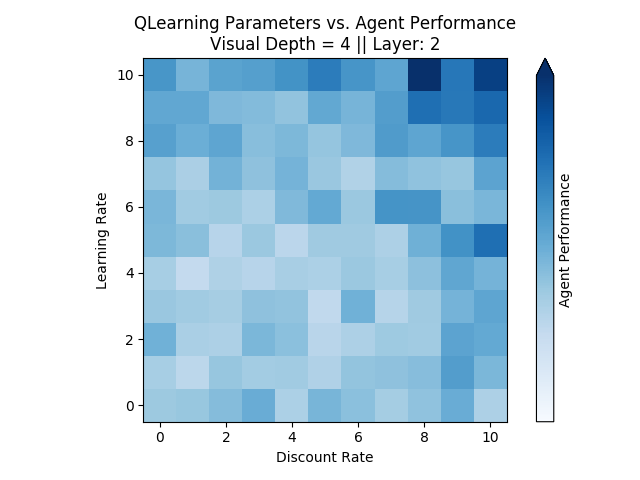 QLearning Parameters vs. Agent Performance
Visual Depth = 4 || Layer: 2
10
8
6
4
2
0
Learning Rate
0 2 4 6 8 10
Discount Rate
Agent Performance